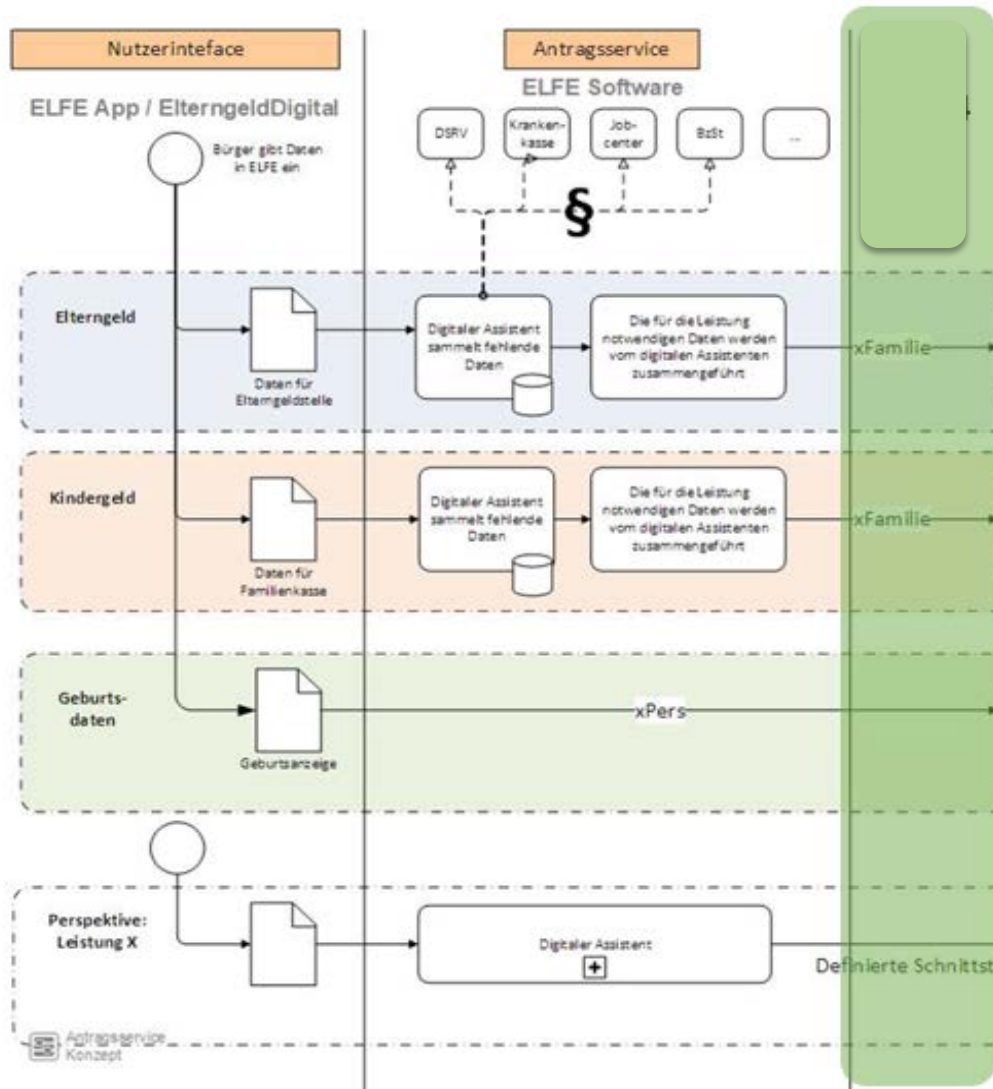 Nutzerinteface
Antragsservice
ELFE App / ElterngeldDigital
ELFE Software
Bürger gibt Daten
in ELFE ein
DSRV
Kranken-
kasse
Job-
center
BzSt
...
§
Elterngeld
Daten für
Elterngeldstelle
Digitaler Assistent
sammelt fehlende
Daten
Die für die Leistung
notwendigen Daten werden
vom digitalen Assistenten
zusammengeführt
xFamilie
Kindergeld
Daten für
Familienkasse
Digitaler Assistent
sammelt fehlende
Daten
Die für die Leistung
notwendigen Daten werden
vom digitalen Assistenten
zusammengeführt
xFamilie
Geburts-
daten
Geburtsanzeige
xPers
Perspektive:
Leistung X
Digitaler Assistent
Definierte Schnittst
Antragsservice
Konzept